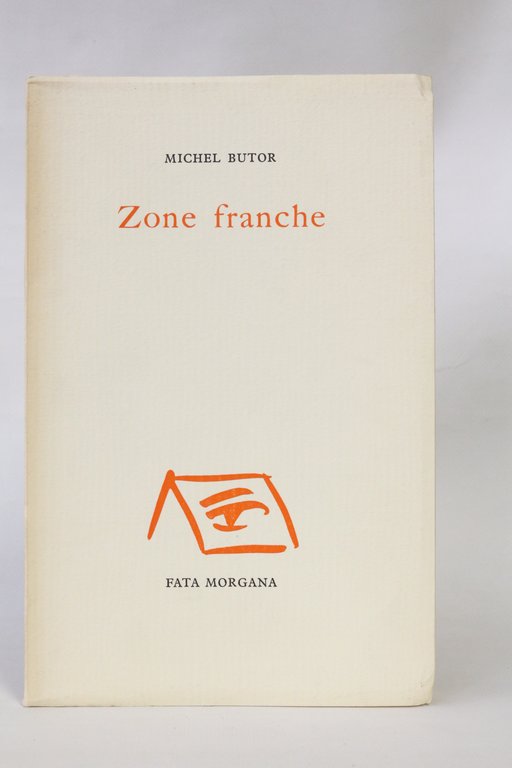 MICHEL BUTOR
Zone franche
FATA MORGANA